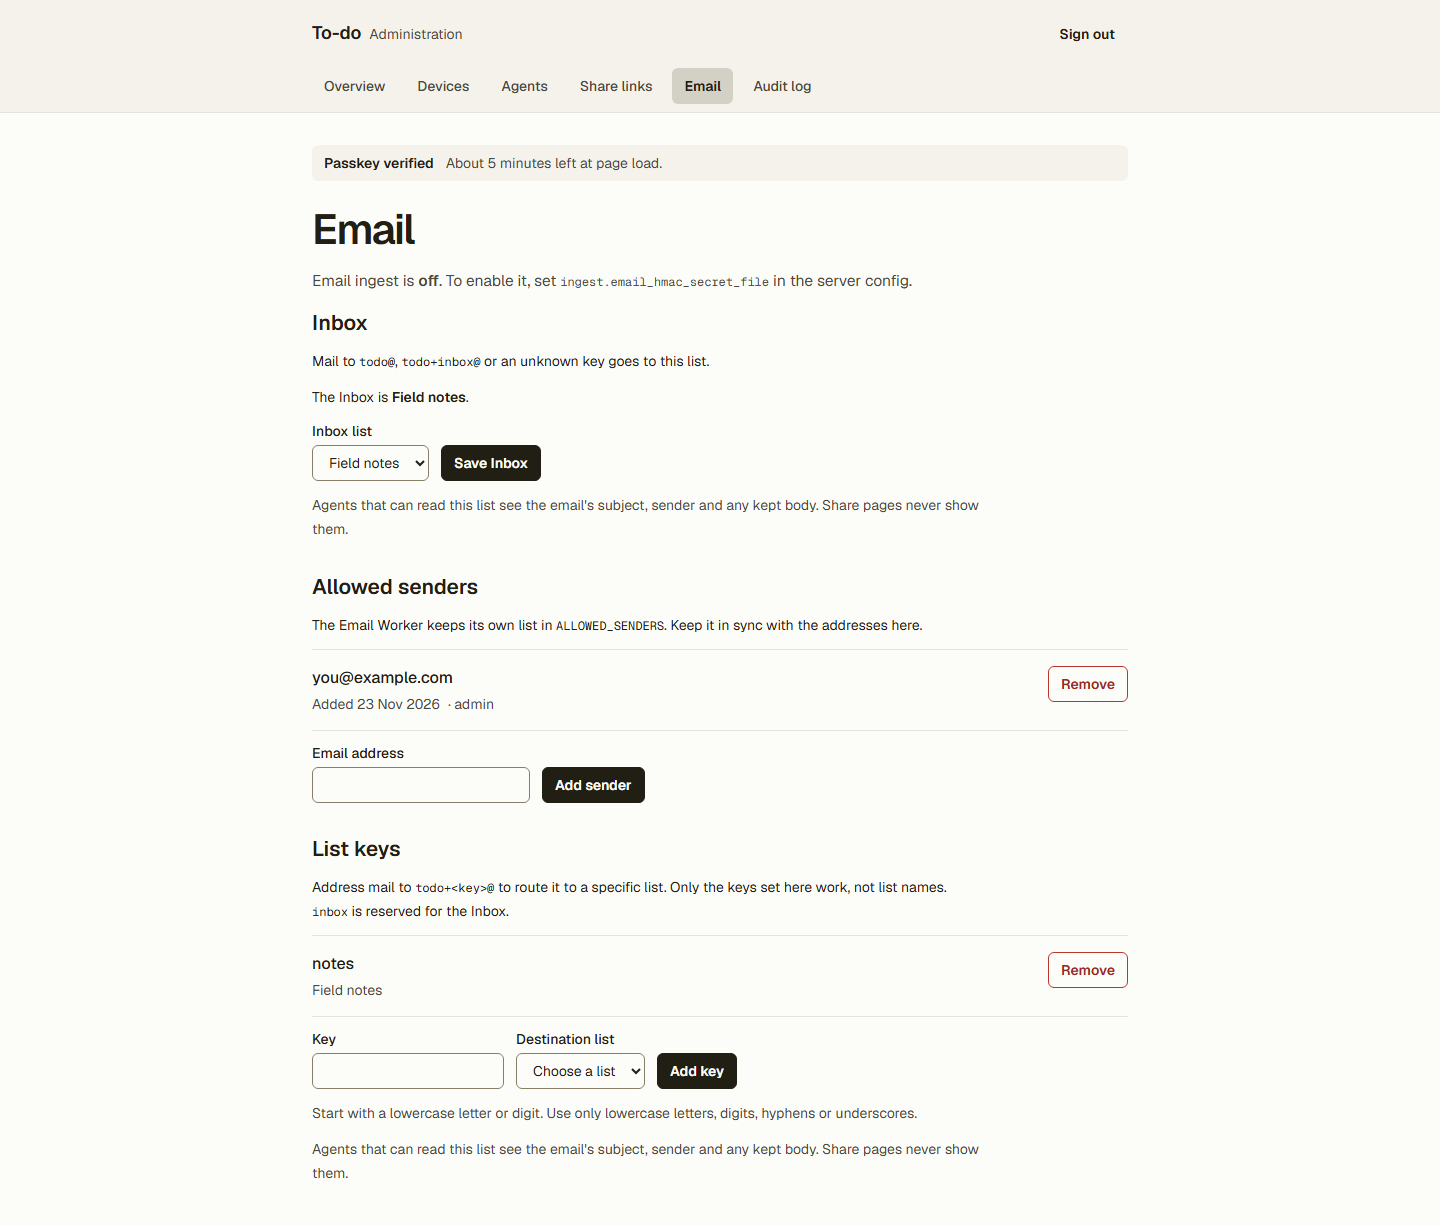 To-do Administration
Sign out
Overview
Devices
Agents
Share links
Email
Audit log
Passkey verified About 5 minutes left at page load.
Email
Email ingest is off. To enable it, set ingest.email_hmac_secret_file in the server config.
Inbox
Mail to todo@, todo+inbox@ or an unknown key goes to this list.
The Inbox is Field notes.
Inbox list
Field notes
Save Inbox
Agents that can read this list see the email's subject, sender and any kept body. Share pages never show
them.
Allowed senders
The Email Worker keeps its own list in ALLOWED_SENDERS. Keep it in sync with the addresses here.
you@example.com
Remove
Added 23 Nov 2026 · admin
Email address
Add sender
List keys
Address mail to todo+<key>@ to route it to a specific list. Only the keys set here work, not list names.
inbox is reserved for the Inbox.
notes
Remove
Field notes
Key
Destination list
Choose a list
Add key
Start with a lowercase letter or digit. Use only lowercase letters, digits, hyphens or underscores.
Agents that can read this list see the email's subject, sender and any kept body. Share pages never show
them.